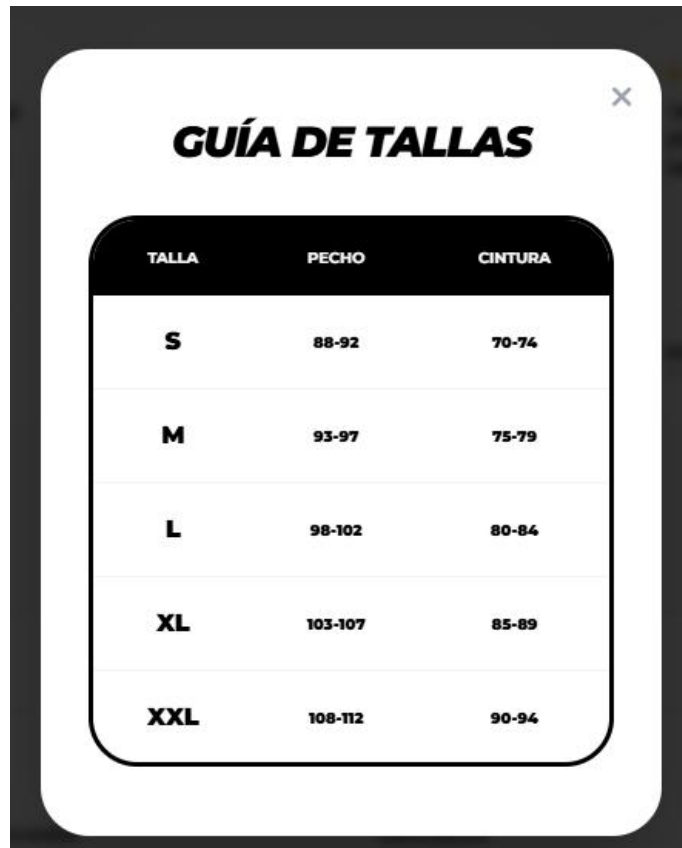 GUÍA DE TALLAS
TALLA PECHO CINTURA
S 88-92 70-74
M 93-97 75-79
L 98-102 80-84
XL 103-107 85-89
XXL 108-112 90-94